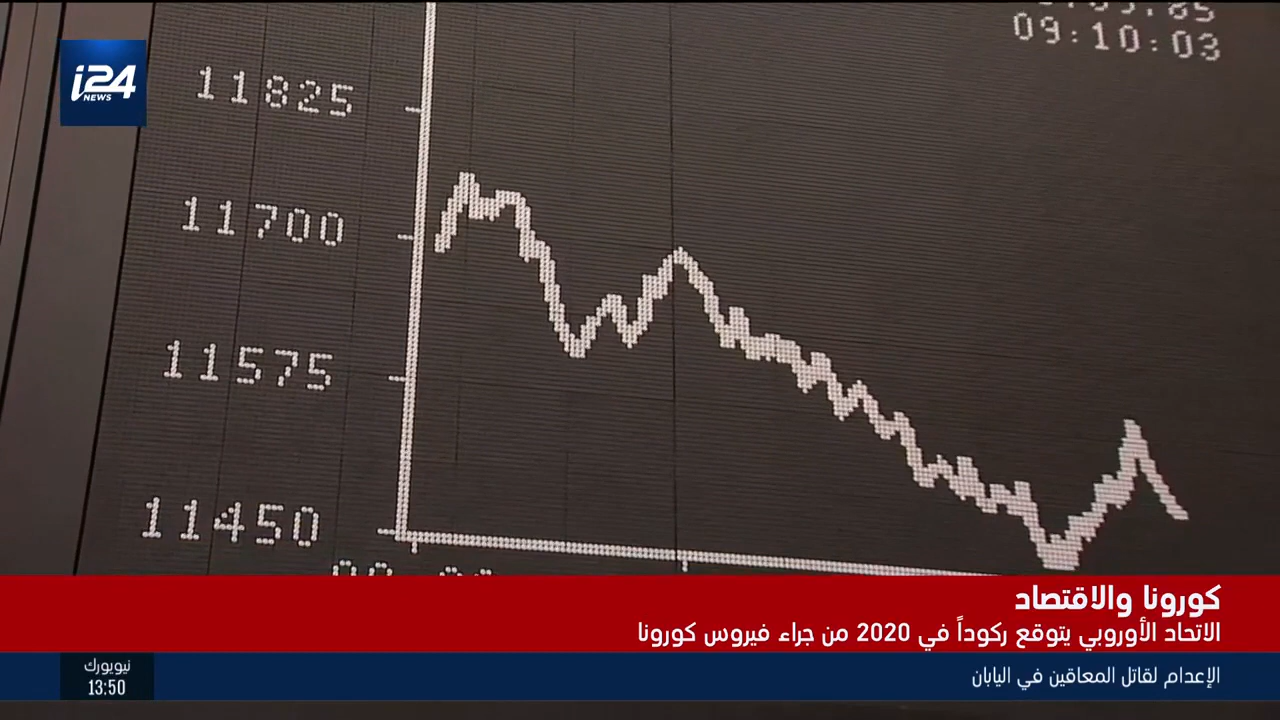 09:10:03
i24
NEWS
11825
11700
11575
11450
كورونا والاقتصاد
الاتحاد الأوروبي يتوقع ركوداً في 2020 من جراء فيروس كورونا
الإعدام لقاتل المعاقين في اليابان
نيويورك
13:50